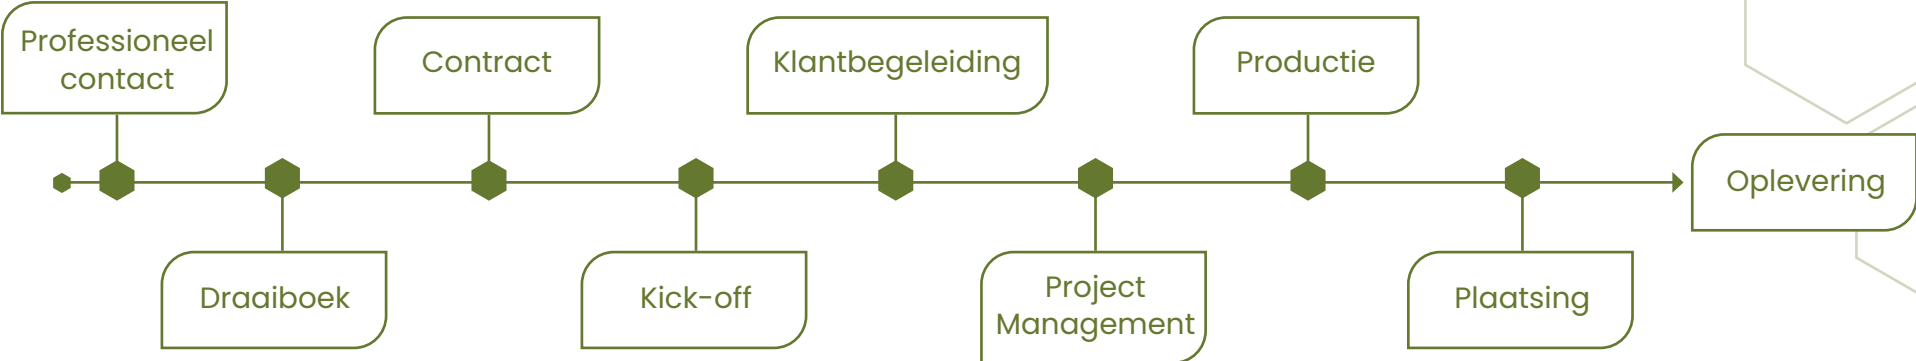 Professioneel
contact
Draaiboek
Contract
Kick-off
Klantbegeleiding
Project
Management
Productie
Plaatsing
Oplevering